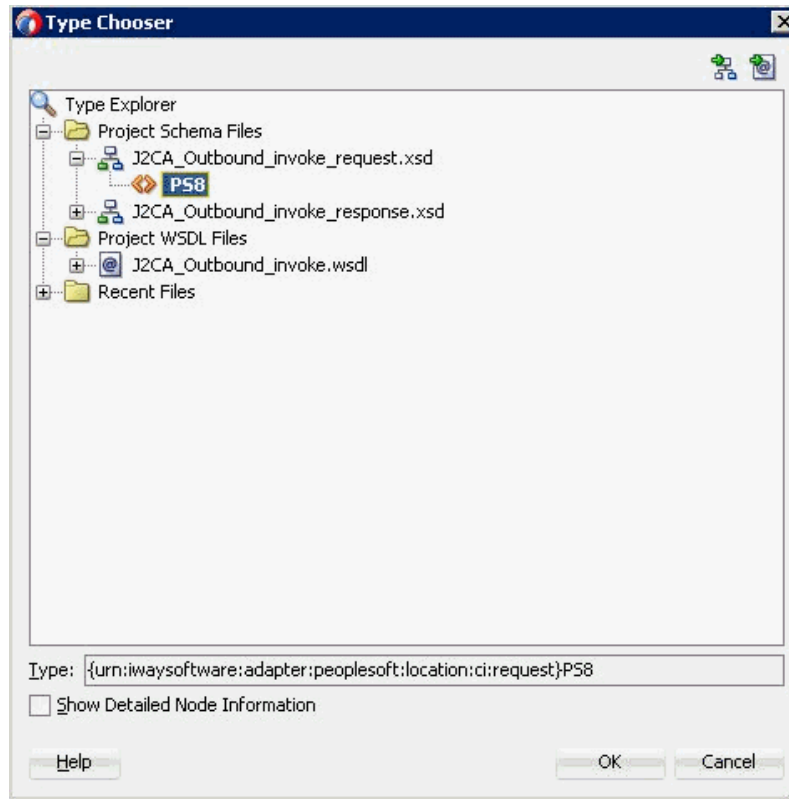 Type Chooser
Type Explorer
Project Schema Files
J2CA_Outbound_invoke_request.xsd
PS8
J2CA_Outbound_invoke_response.xsd
Project WSDL Files
J2CA_Outbound_invoke.wsdl
Recent Files
Type: {urn:iwaysoftware:adapter:peoplesoft:location:ci:request}PS8
Show Detailed Node Information
Help OK Cancel